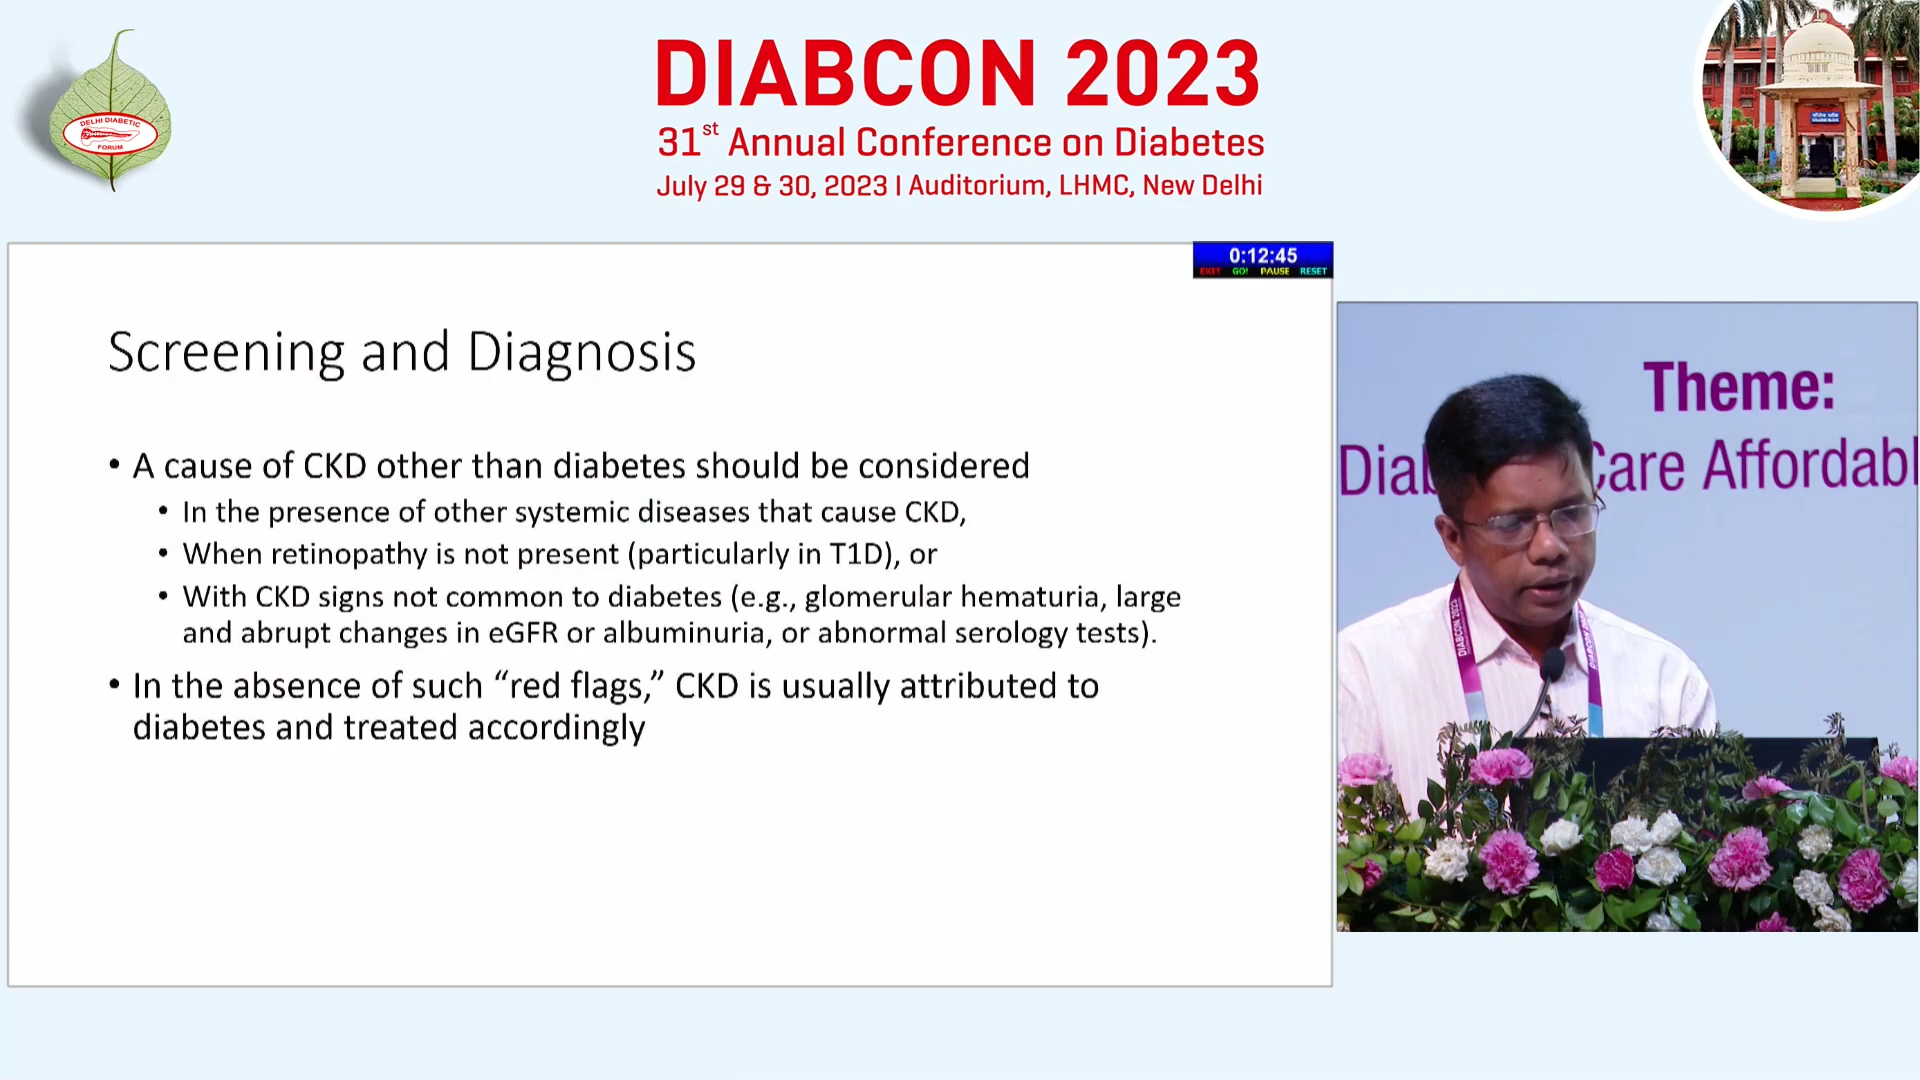 DELHI DIABETIC
FORUM
DIABCON 2023
31st Annual Conference on Diabetes
July 29 & 30, 2023 | Auditorium, LHMC, New Delhi
0:12:45
EXIT GO! PAUSE RESET
Screening and Diagnosis
• A cause of CKD other than diabetes should be considered
• In the presence of other systemic diseases that cause CKD,
• When retinopathy is not present (particularly in T1D), or
• With CKD signs not common to diabetes (e.g., glomerular hematuria, large
and abrupt changes in eGFR or albuminuria, or abnormal serology tests).
• In the absence of such “red flags,” CKD is usually attributed to
diabetes and treated accordingly
Theme:
Dia Care Affordabl
DIABCON 2023
DIABCON 2023